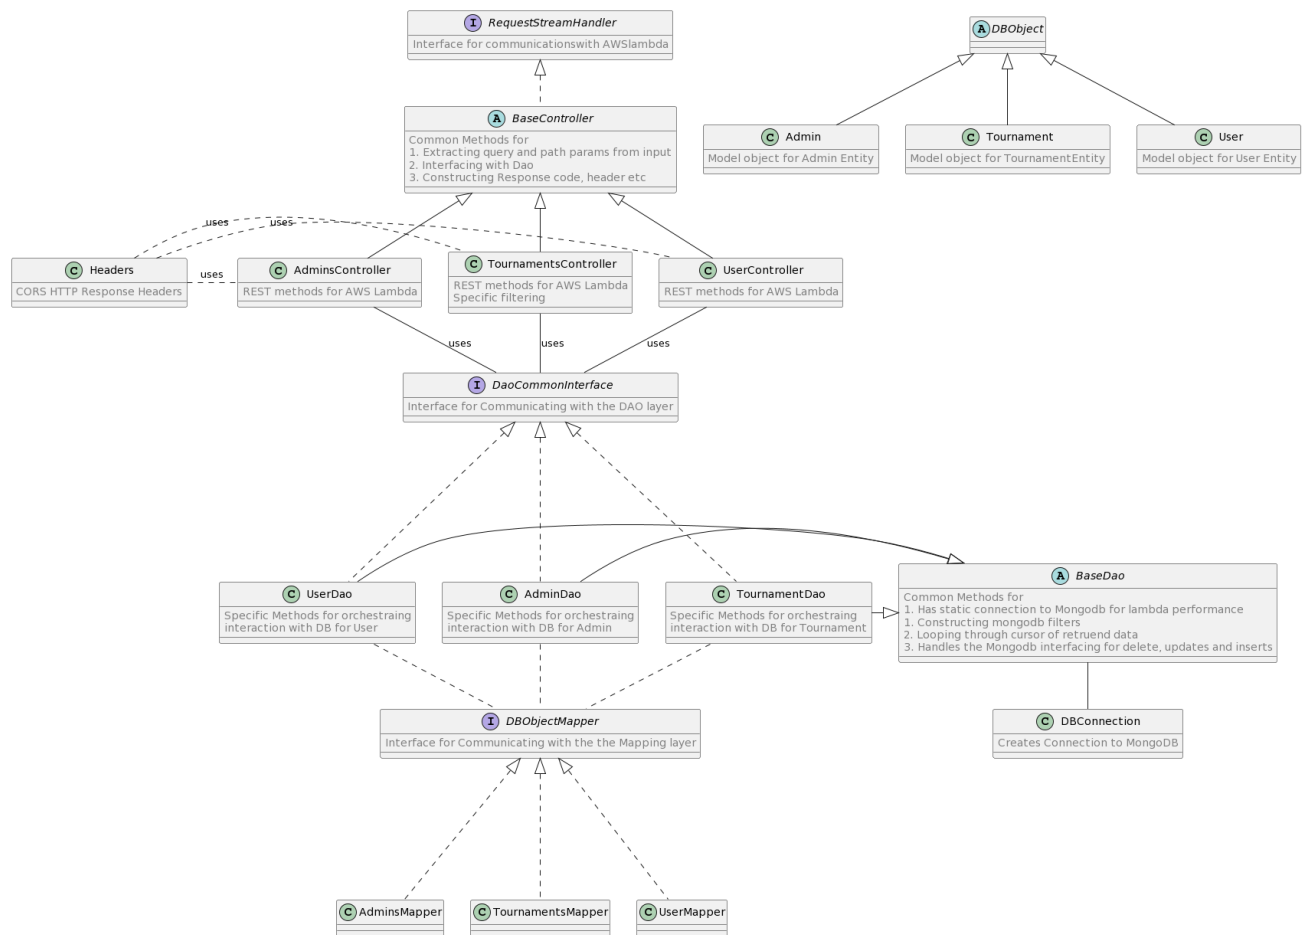 I RequestStreamHandler
Interface for communicationswith AWSlambda
A DBObject
A BaseController
Common Methods for
1. Extracting query and path params from input
2. Interfacing with Dao
3. Constructing Response code, header etc
C Admin
Model object for Admin Entity
C Tournament
Model object for TournamentEntity
C User
Model object for User Entity
uses
uses
C Headers
CORS HTTP Response Headers
uses
C AdminsController
REST methods for AWS Lambda
C TournamentsController
REST methods for AWS Lambda
Specific filtering
C UserController
REST methods for AWS Lambda
uses
uses
uses
I DaoCommonInterface
Interface for Communicating with the DAO layer
C UserDao
Specific Methods for orchestraing
interaction with DB for User
C AdminDao
Specific Methods for orchestraing
interaction with DB for Admin
C TournamentDao
Specific Methods for orchestraing
interaction with DB for Tournament
A BaseDao
Common Methods for
1. Has static connection to Mongodb for lambda performance
1. Constructing mongodb filters
2. Looping through cursor of retruend data
3. Handles the Mongodb interfacing for delete, updates and inserts
I DBObjectMapper
Interface for Communicating with the the Mapping layer
C DBConnection
Creates Connection to MongoDB
C AdminsMapper
C TournamentsMapper
C UserMapper